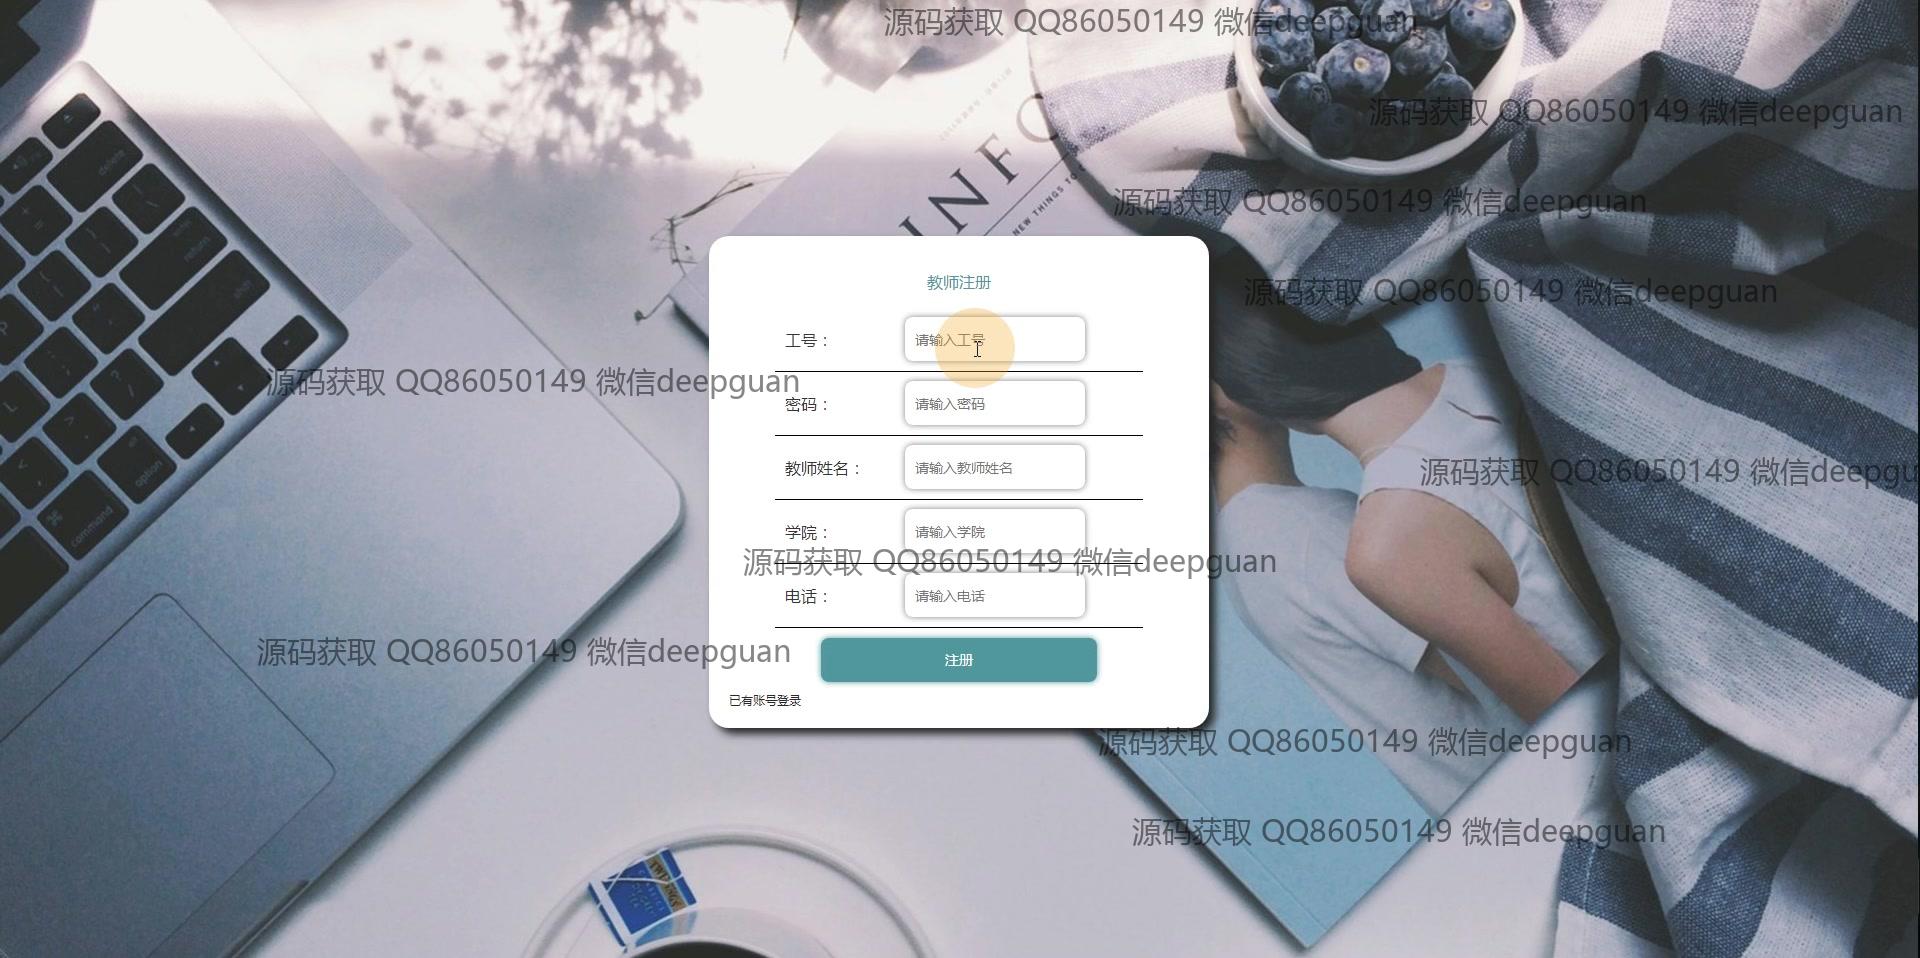 源码获取 QQ86050149 微信deepguan
源码获取 QQ86050149 微信deepguan
源码获取 QQ86050149 微信deepguan
源码获取 QQ86050149 微信deepguan
INFO
NEW THINGS TO
delete
return
shift
option
command
教师注册
工号：
请输入工号
源码获取 QQ86050149 微信deepguan
密码：
请输入密码
教师姓名：
请输入教师姓名
源码获取 QQ86050149 微信deepgu
学院：
请输入学院
源码获取 QQ86050149 微信deepguan
电话：
请输入电话
源码获取 QQ86050149 微信deepguan
注册
已有账号登录
源码获取 QQ86050149 微信deepguan
源码获取 QQ86050149 微信deepguan
TWININGS